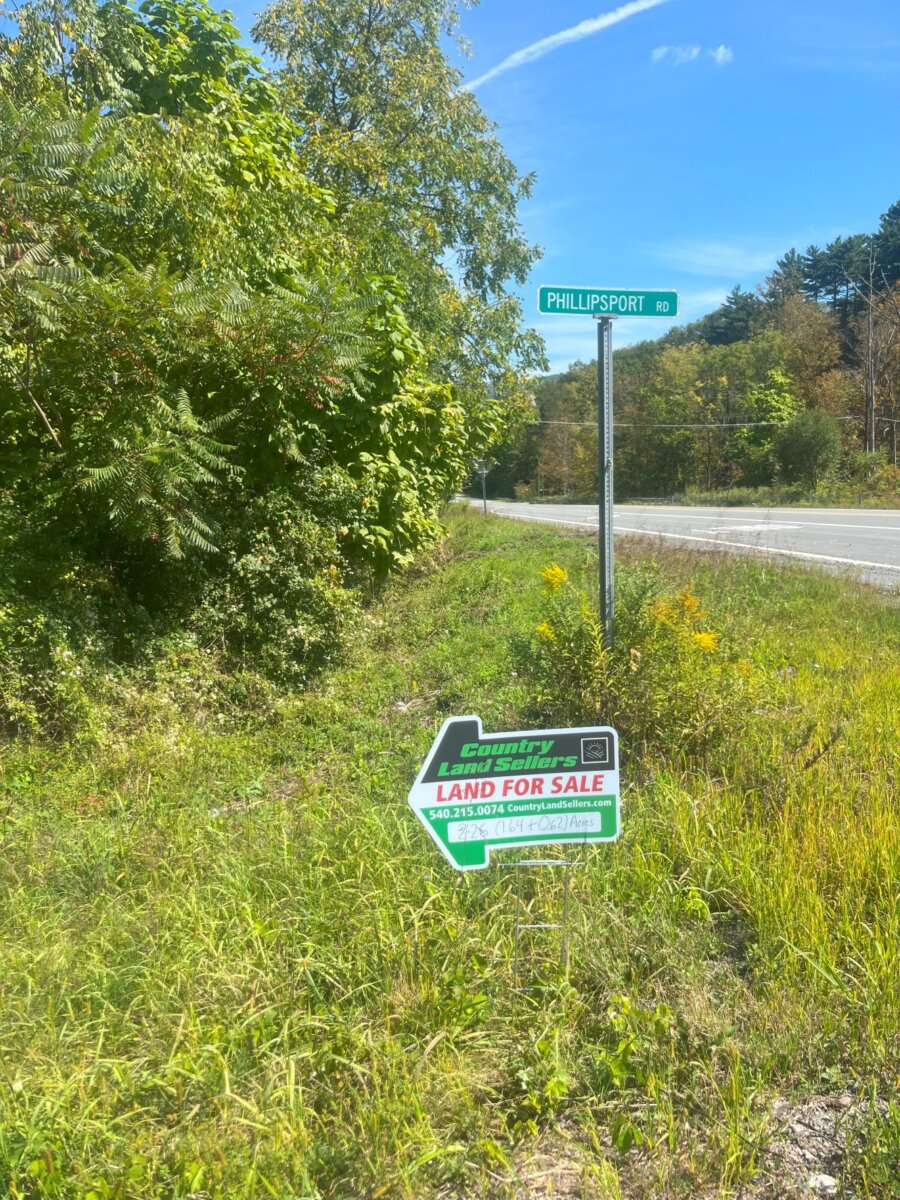 PHILLIPSPORT RD
Country
Land Sellers
LAND FOR SALE
540.215.0074 CountryLandSellers.com
2.26 (1.64 + 0.62) Acres